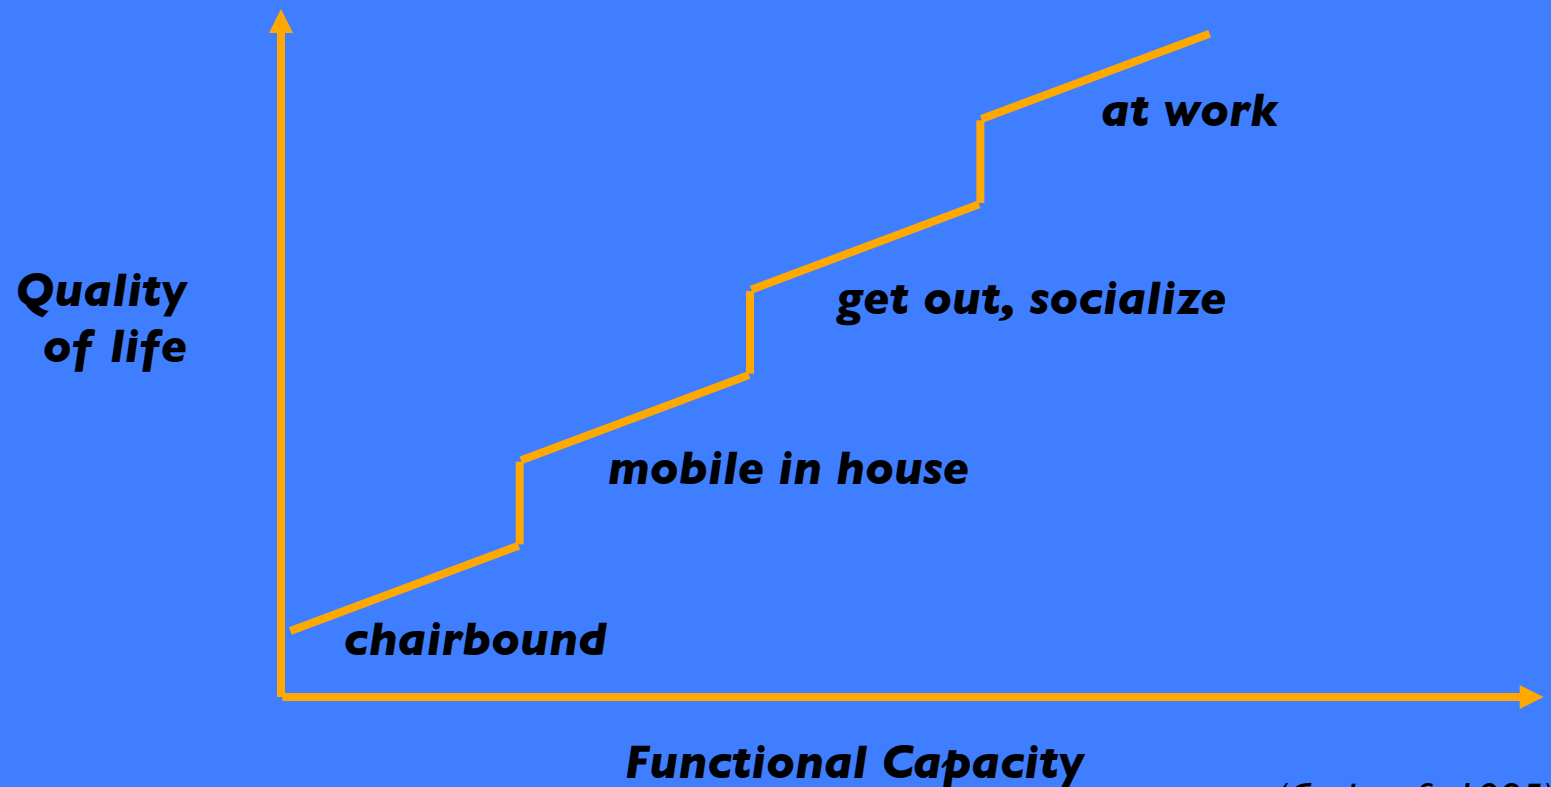 at work
Quality
of life
get out, socialize
mobile in house
chairbound
Functional Capacity